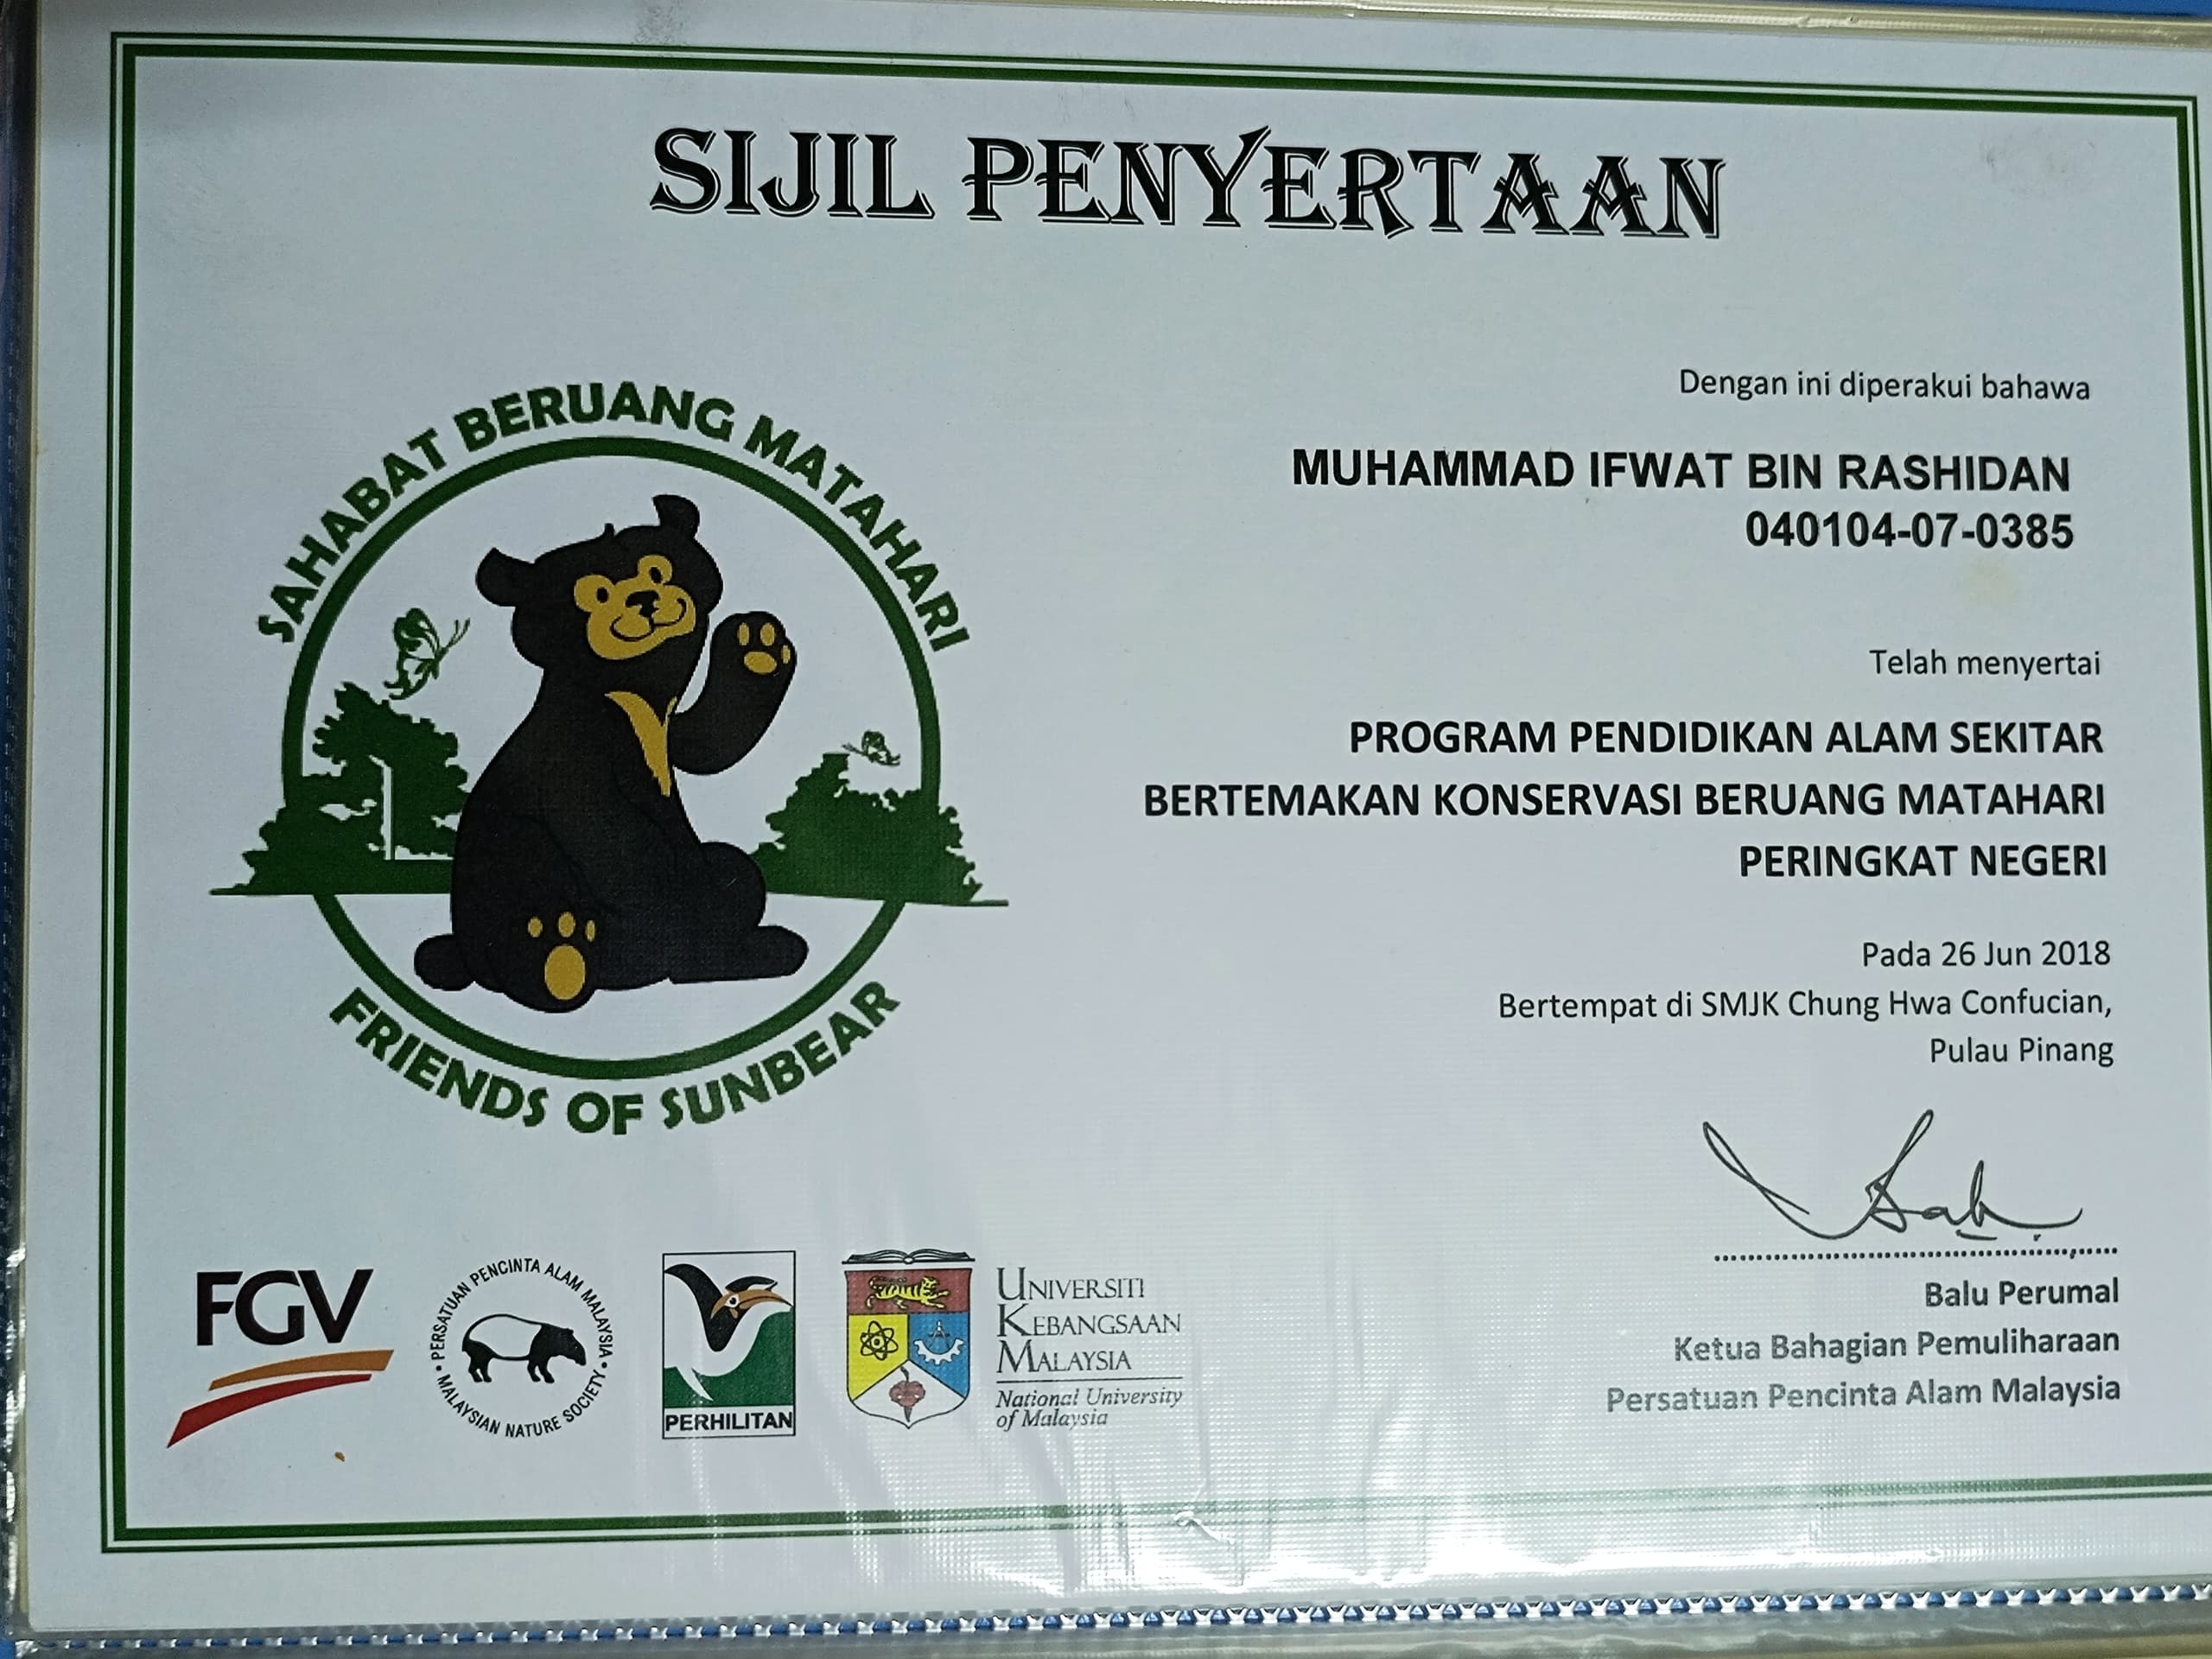 SIJIL PENYERTAAN
SAHABAT BERUANG MATAHARI
FRIENDS OF SUNBEAR
Dengan ini diperakui bahawa
MUHAMMAD IFWAT BIN RASHIDAN
040104-07-0385
Telah menyertai
PROGRAM PENDIDIKAN ALAM SEKITAR
BERTEMAKAN KONSERVASI BERUANG MATAHARI
PERINGKAT NEGERI
Pada 26 Jun 2018
Bertempat di SMJK Chung Hwa Confucian,
Pulau Pinang
Balu Perumal
Ketua Bahagian Pemuliharaan
Persatuan Pencinta Alam Malaysia
FGV
• PERSATUAN PENCINTA ALAM MALAYSIA •
MALAYSIAN NATURE SOCIETY
PERHILITAN
UNIVERSITI
KEBANGSAAN
MALAYSIA
National University
of Malaysia